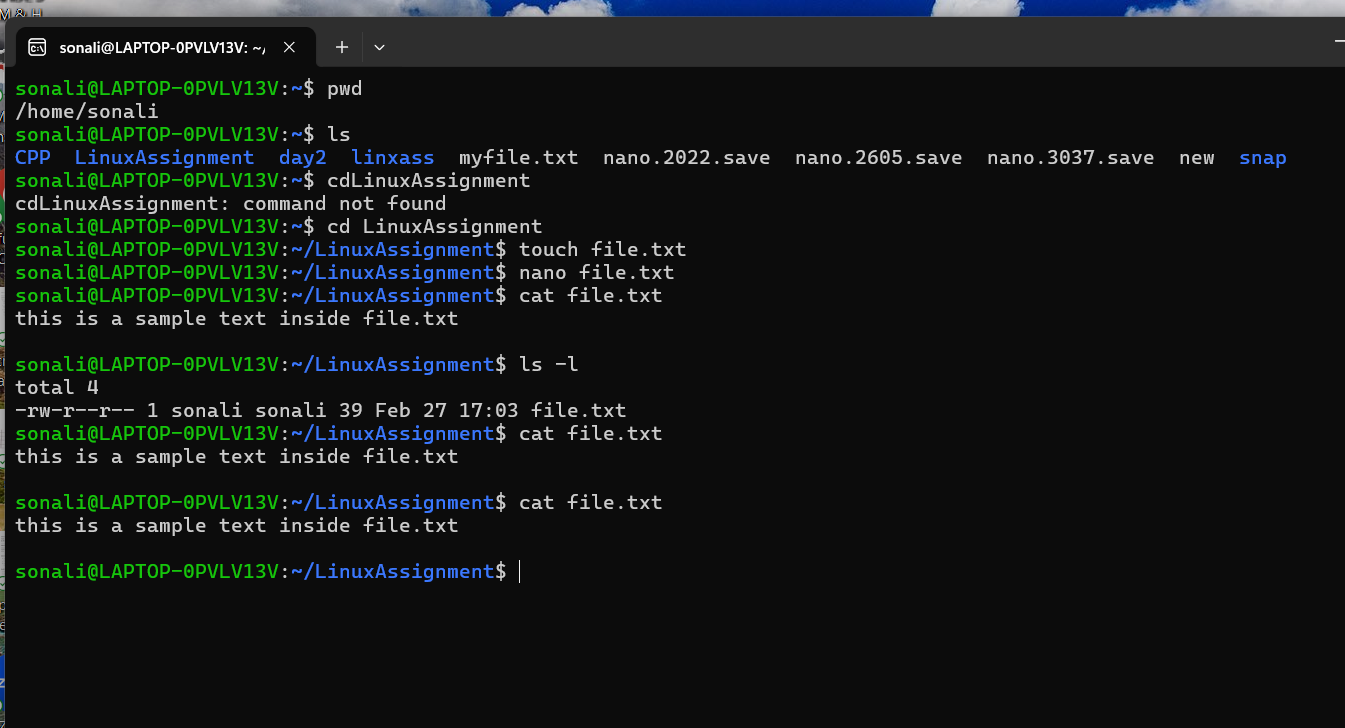 M & H
sonali@LAPTOP-0PVLV13V: ~/
sonali@LAPTOP-0PVLV13V:~$ pwd
/home/sonali
sonali@LAPTOP-0PVLV13V:~$ ls
CPP  LinuxAssignment  day2  linxass  myfile.txt  nano.2022.save  nano.2605.save  nano.3037.save  new  snap
sonali@LAPTOP-0PVLV13V:~$ cdLinuxAssignment
cdLinuxAssignment: command not found
sonali@LAPTOP-0PVLV13V:~$ cd LinuxAssignment
sonali@LAPTOP-0PVLV13V:~/LinuxAssignment$ touch file.txt
sonali@LAPTOP-0PVLV13V:~/LinuxAssignment$ nano file.txt
sonali@LAPTOP-0PVLV13V:~/LinuxAssignment$ cat file.txt
this is a sample text inside file.txt
sonali@LAPTOP-0PVLV13V:~/LinuxAssignment$ ls -l
total 4
-rw-r--r-- 1 sonali sonali 39 Feb 27 17:03 file.txt
sonali@LAPTOP-0PVLV13V:~/LinuxAssignment$ cat file.txt
this is a sample text inside file.txt
sonali@LAPTOP-0PVLV13V:~/LinuxAssignment$ cat file.txt
this is a sample text inside file.txt
sonali@LAPTOP-0PVLV13V:~/LinuxAssignment$